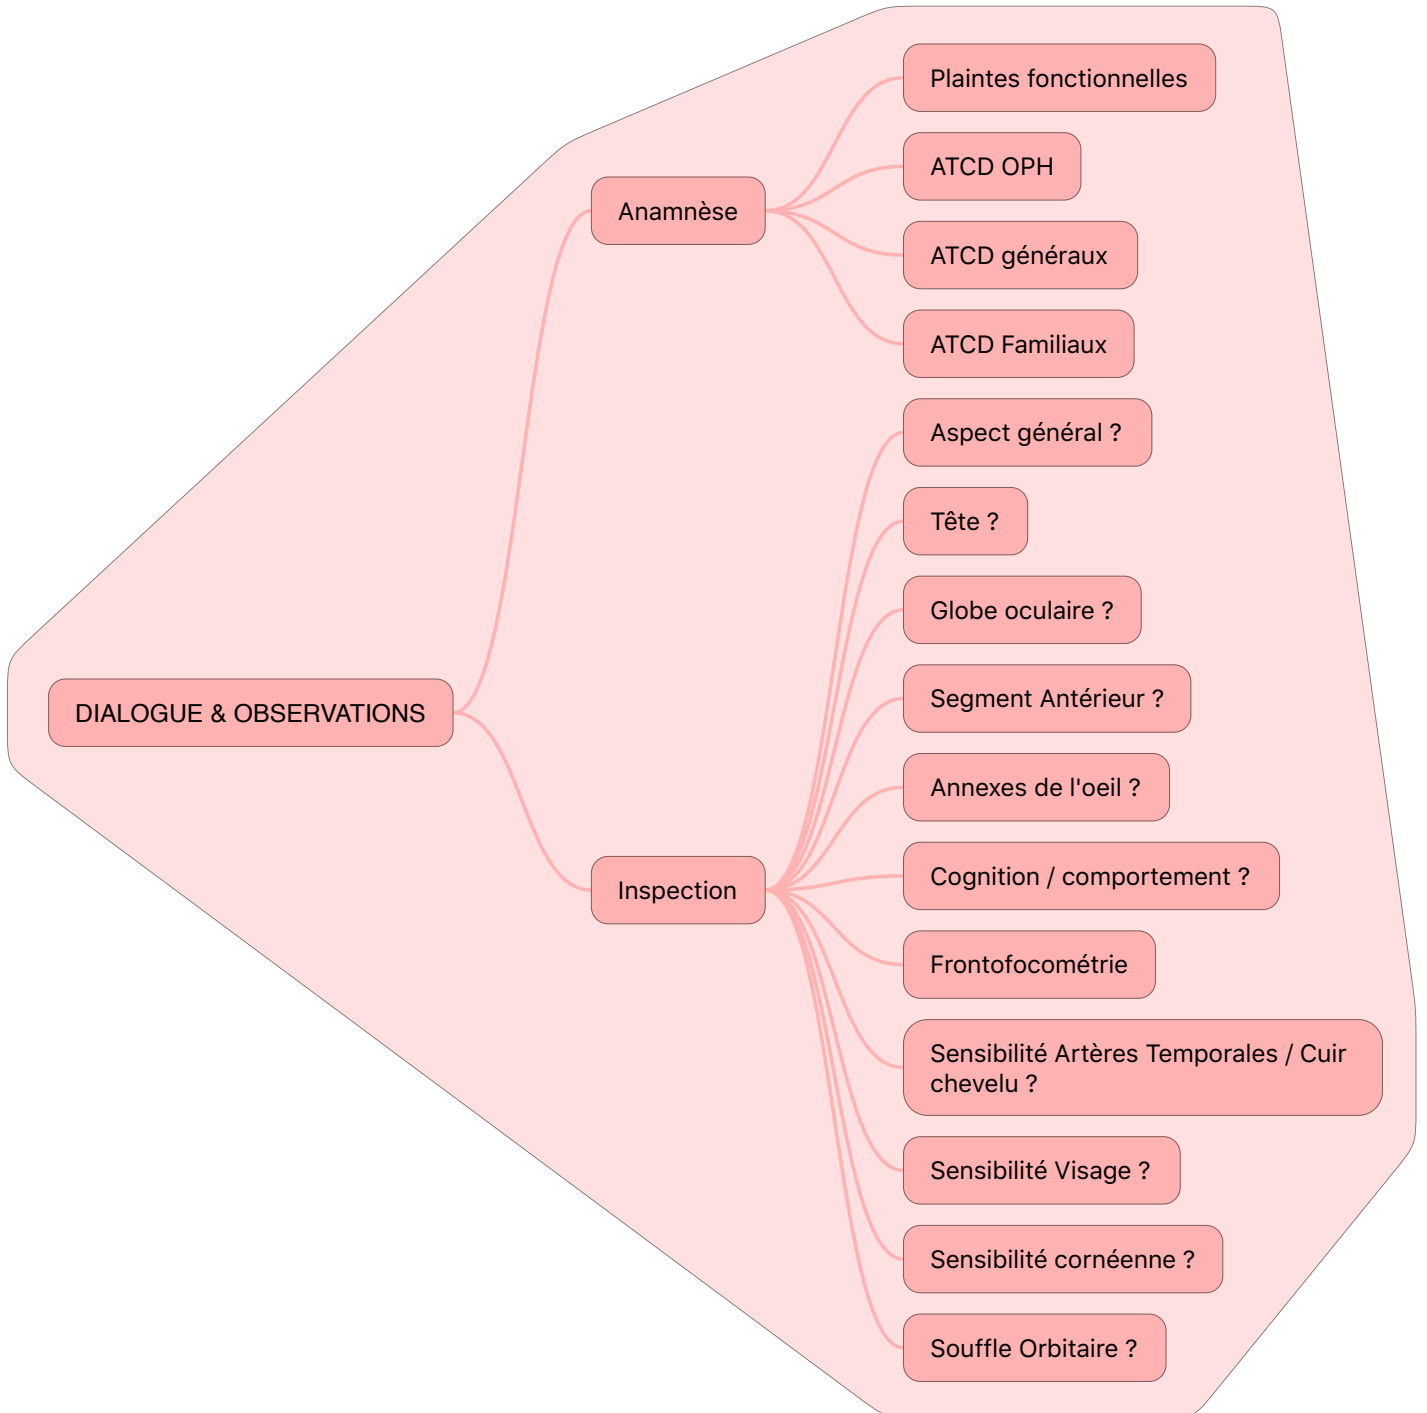 Plaintes fonctionnelles
ATCD OPH
Anamnèse
ATCD généraux
ATCD Familiaux
Aspect général ?
Tête ?
Globe oculaire ?
Segment Antérieur ?
DIALOGUE & OBSERVATIONS
Annexes de l'oeil ?
Cognition / comportement ?
Inspection
Frontofocométrie
Sensibilité Artères Temporales / Cuir
chevelu ?
Sensibilité Visage ?
Sensibilité cornéenne ?
Souffle Orbitaire ?